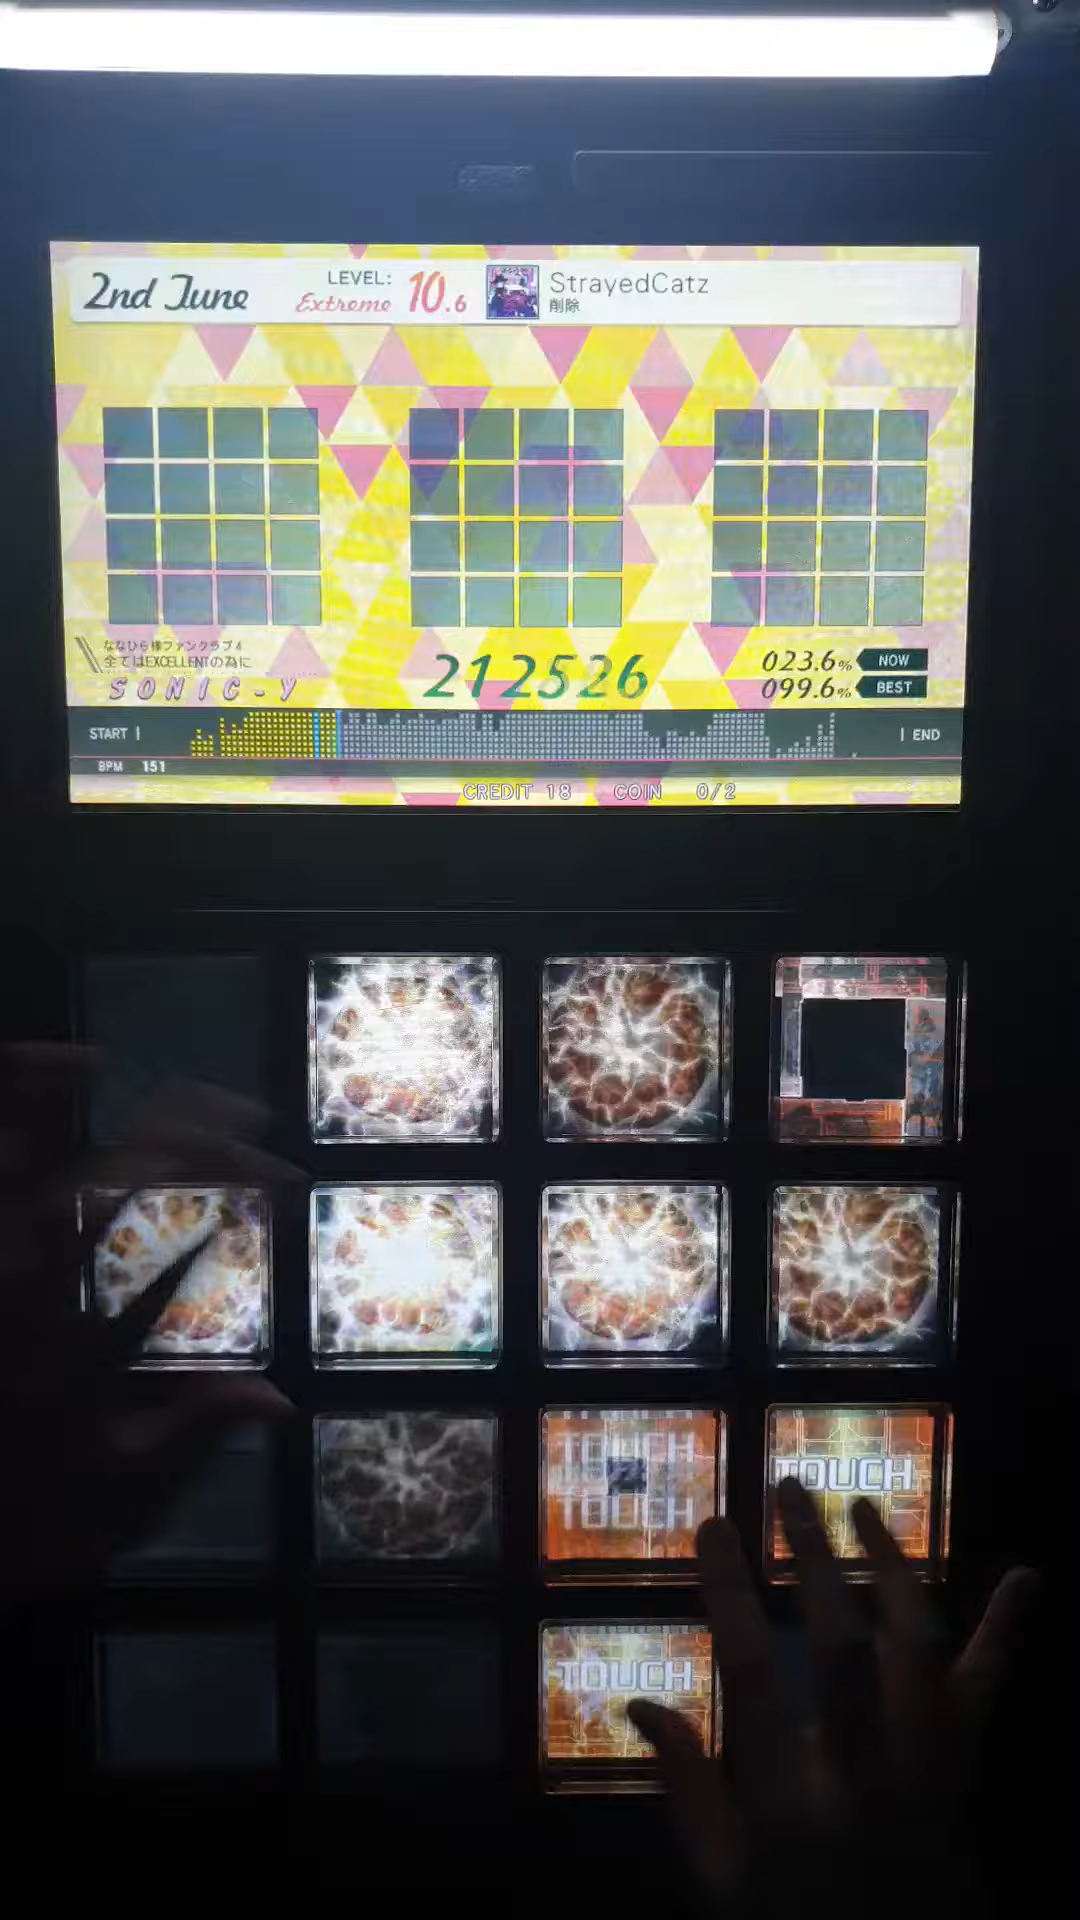 2nd June
LEVEL:
Extreme 10.6
StrayedCatz
削除
ななひら様ファンクラブ4
全てはEXCELLENTの為に
SONIC-Y
212526
023.6% NOW
099.6% BEST
START
END
BPM 151
CREDIT 18 COIN 0/2
TOUCH
TOUCH
TOUCH
TOUCH